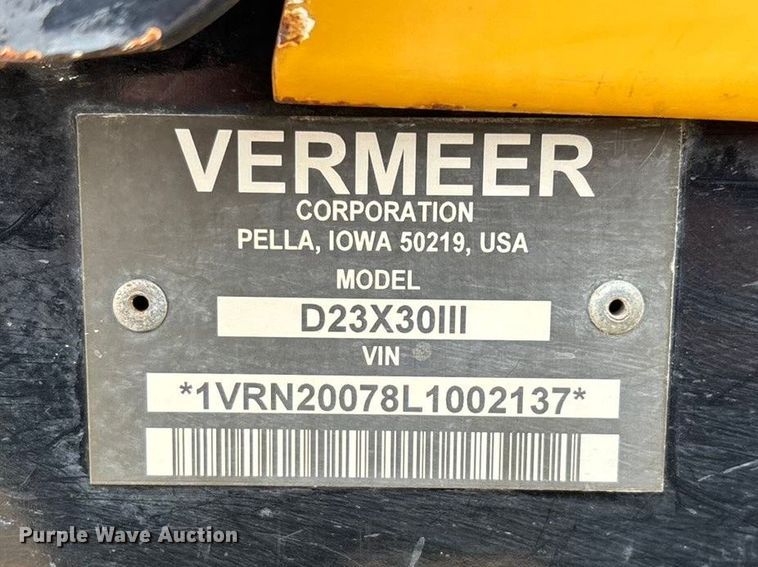 VERMEER
CORPORATION
PELLA, IOWA 50219, USA
MODEL
D23X30III
VIN
*1VRN20078L1002137*
Purple Wave Auction